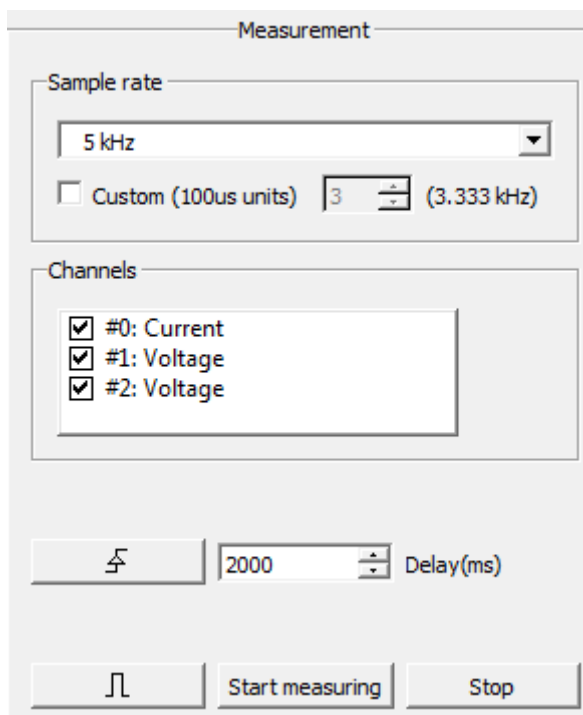 Measurement
Sample rate
5 kHz
Custom (100us units) 3 (3.333 kHz)
Channels
#0: Current
#1: Voltage
#2: Voltage
2000 Delay(ms)
Start measuring Stop